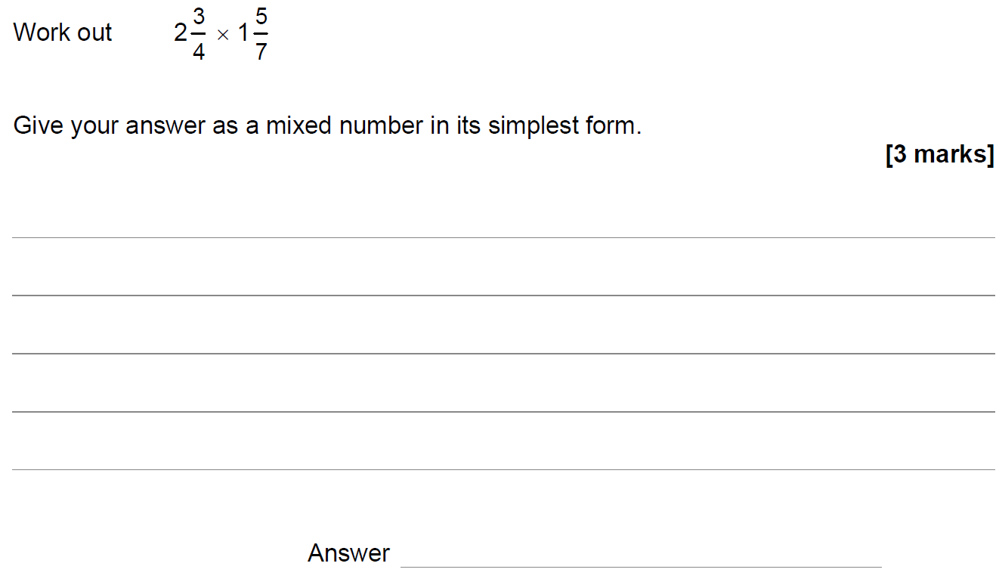 Work out 2 3/4 × 1 5/7
Give your answer as a mixed number in its simplest form.
[3 marks]
Answer